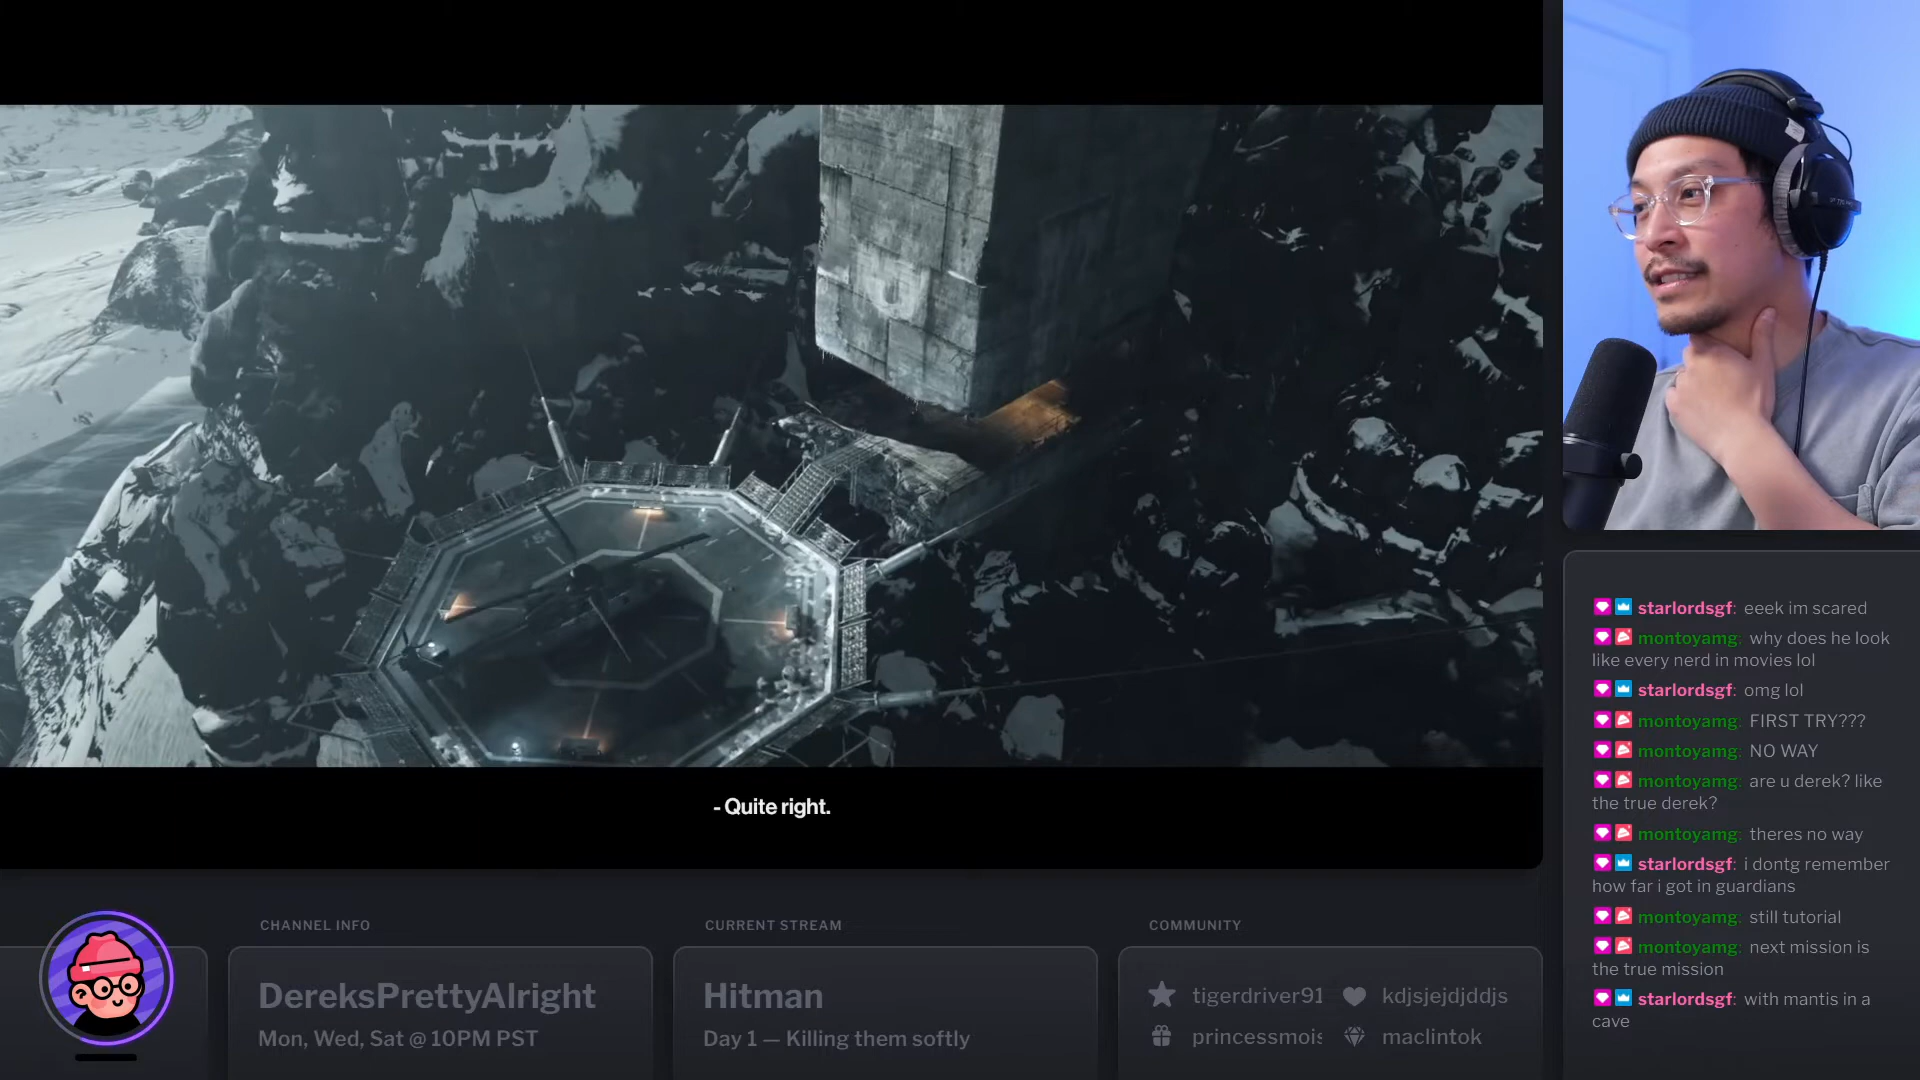 - Quite right.
starlordsgf: eeek im scared
montoyamg: why does he look
like every nerd in movies lol
starlordsgf: omg lol
montoyamg: FIRST TRY???
montoyamg: NO WAY
montoyamg: are u derek? like
the true derek?
montoyamg: theres no way
starlordsgf: i dontg remember
how far i got in guardians
montoyamg: still tutorial
montoyamg: next mission is
the true mission
starlordsgf: with mantis in a
cave
CHANNEL INFO
DereksPrettyAlright
Mon, Wed, Sat @ 10PM PST
CURRENT STREAM
Hitman
Day 1 — Killing them softly
COMMUNITY
tigerdriver91
kdjsjejdjddjs
princessmois
maclintok